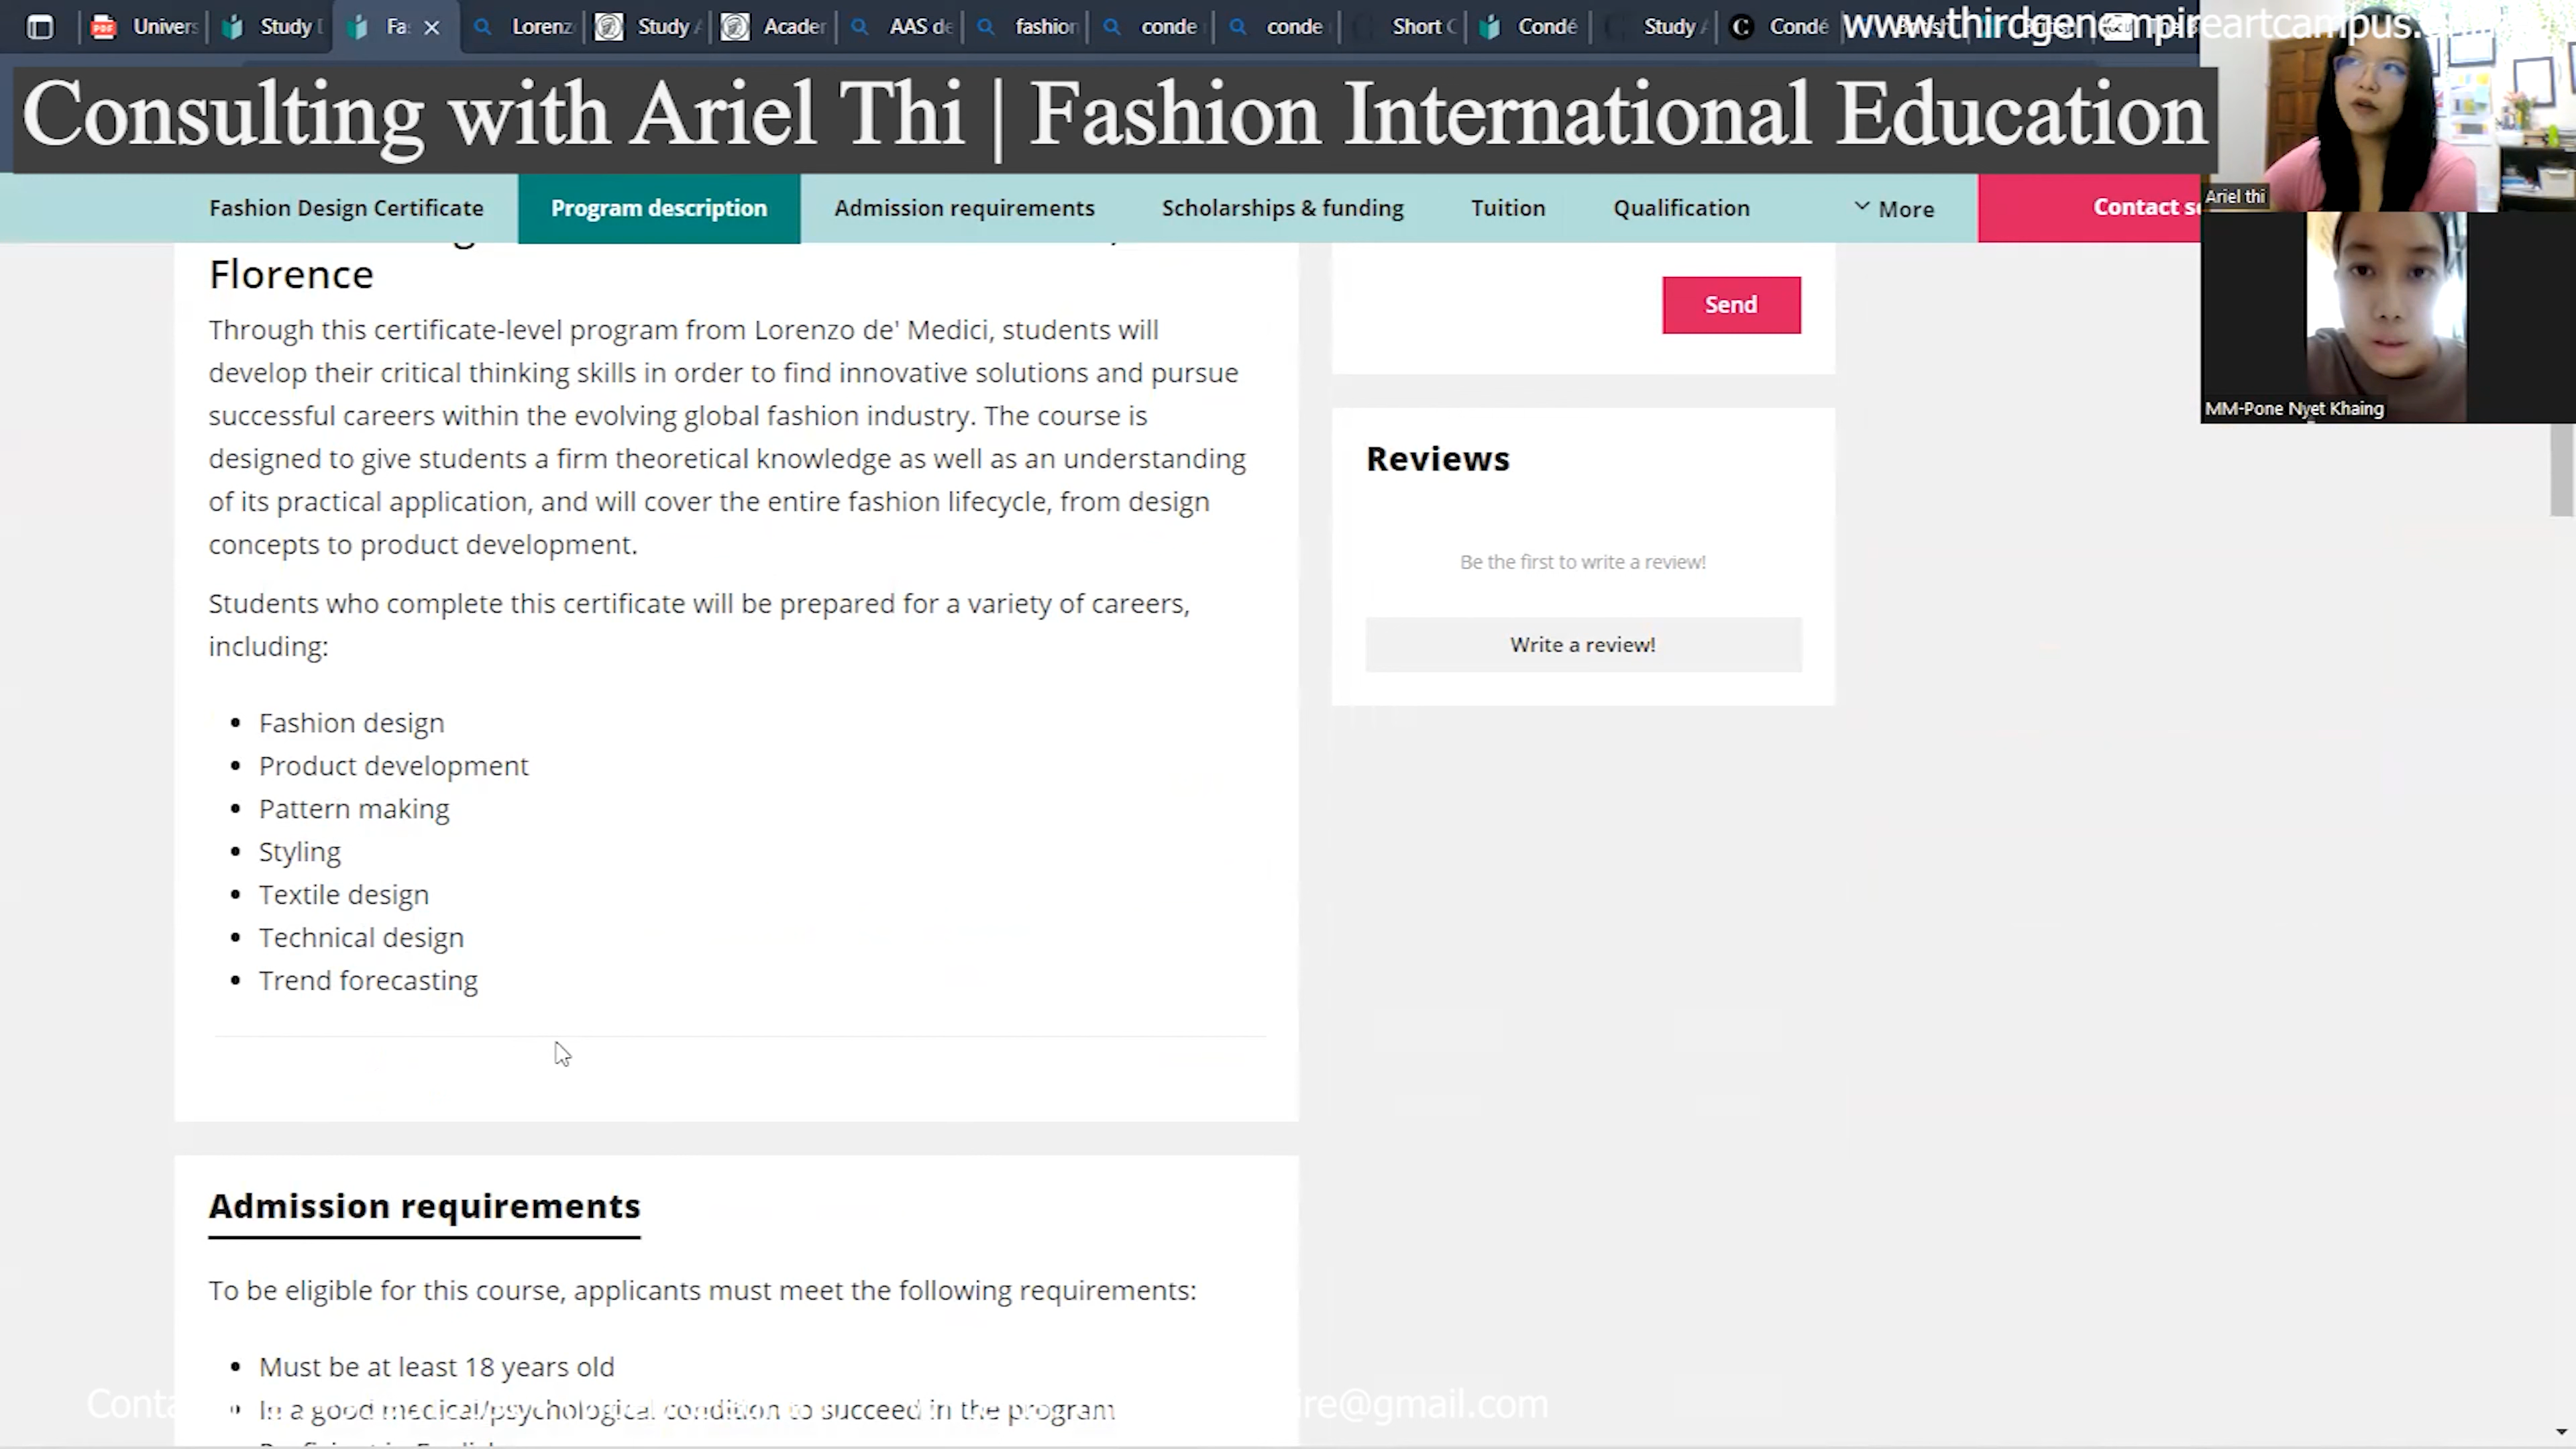 Univers
Study
Fa
Lorenz
Study A
Academ
AAS de
fashion
conde
conde
Short C
Condé
Study A
Condé
www.thirdgenempireartcampus.
Consulting with Ariel Thi | Fashion International Education
Ariel thi
MM-Pone Nyet Khaing
Fashion Design Certificate
Program description
Admission requirements
Scholarships & funding
Tuition
Qualification
More
Contact
Florence
Through this certificate-level program from Lorenzo de' Medici, students will
develop their critical thinking skills in order to find innovative solutions and pursue
successful careers within the evolving global fashion industry. The course is
designed to give students a firm theoretical knowledge as well as an understanding
of its practical application, and will cover the entire fashion lifecycle, from design
concepts to product development.
Students who complete this certificate will be prepared for a variety of careers,
including:
• Fashion design
• Product development
• Pattern making
• Styling
• Textile design
• Technical design
• Trend forecasting
Send
Reviews
Be the first to write a review!
Write a review!
Admission requirements
To be eligible for this course, applicants must meet the following requirements:
• Must be at least 18 years old
• In a good medical/psychological condition to succeed in the program
ire@gmail.com